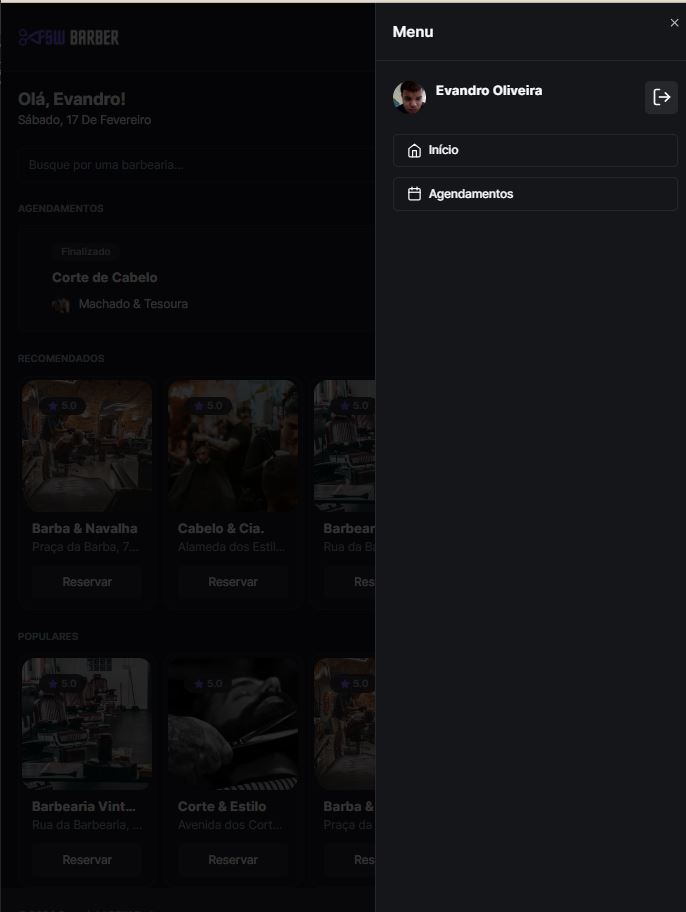 FSW BARBER
Olá, Evandro!
Sábado, 17 De Fevereiro
Busque por uma barbearia...
AGENDAMENTOS
Finalizado
Corte de Cabelo
Machado & Tesoura
RECOMENDADOS
5.0
5.0
5.0
Barba & Navalha
Cabelo & Cia.
Barbear
Praça da Barba, 7...
Alameda dos Estil...
Rua da Ba
Reservar
Reservar
Res
POPULARES
5.0
5.0
5.0
Barbearia Vint...
Corte & Estilo
Barba &
Rua da Barbearia, ...
Avenida dos Cort...
Praça da
Reservar
Reservar
Res
Menu
Evandro Oliveira
Início
Agendamentos